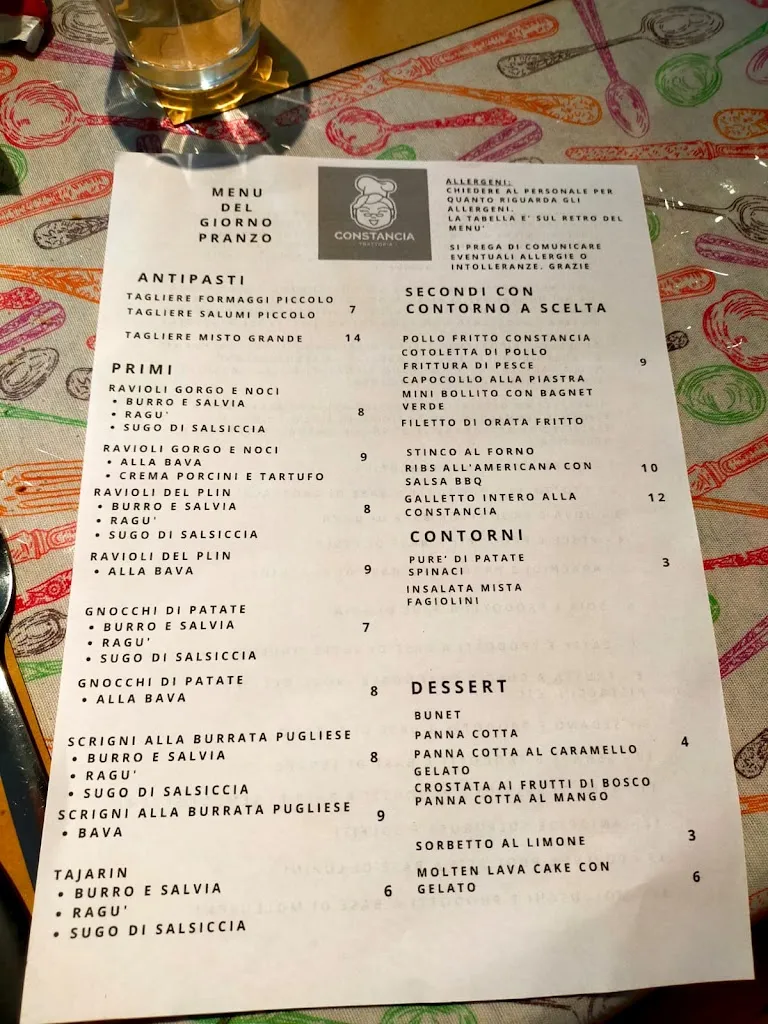 MENU
DEL
GIORNO
PRANZO
CONSTANCIA
TRATTORIA
ALLERGENI:
CHIEDERE AL PERSONALE PER
QUANTO RIGUARDA GLI
ALLERGENI.
LA TABELLA E' SUL RETRO DEL
MENU'
SI PREGA DI COMUNICARE
EVENTUALI ALLERGIE O
INTOLLERANZE. GRAZIE
ANTIPASTI
TAGLIERE FORMAGGI PICCOLO
TAGLIERE SALUMI PICCOLO 7
TAGLIERE MISTO GRANDE 14
PRIMI
RAVIOLI GORGO E NOCI
• BURRO E SALVIA
• RAGU' 8
• SUGO DI SALSICCIA
RAVIOLI GORGO E NOCI 9
• ALLA BAVA
• CREMA PORCINI E TARTUFO
RAVIOLI DEL PLIN
• BURRO E SALVIA 8
• RAGU'
• SUGO DI SALSICCIA
RAVIOLI DEL PLIN
• ALLA BAVA 9
GNOCCHI DI PATATE
• BURRO E SALVIA 7
• RAGU'
• SUGO DI SALSICCIA
GNOCCHI DI PATATE
• ALLA BAVA 8
SCRIGNI ALLA BURRATA PUGLIESE
• BURRO E SALVIA 8
• RAGU'
• SUGO DI SALSICCIA
SCRIGNI ALLA BURRATA PUGLIESE 9
• BAVA
TAJARIN
• BURRO E SALVIA 6
• RAGU'
• SUGO DI SALSICCIA
SECONDI CON
CONTORNO A SCELTA
POLLO FRITTO CONSTANCIA
COTOLETTA DI POLLO
FRITTURA DI PESCE 9
CAPOCOLLO ALLA PIASTRA
MINI BOLLITO CON BAGNET
VERDE
FILETTO DI ORATA FRITTO
STINCO AL FORNO
RIBS ALL'AMERICANA CON 10
SALSA BBQ
GALLETTO INTERO ALLA 12
CONSTANCIA
CONTORNI
PURE' DI PATATE 3
SPINACI
INSALATA MISTA
FAGIOLINI
DESSERT
BUNET
PANNA COTTA
PANNA COTTA AL CARAMELLO 4
GELATO
CROSTATA AI FRUTTI DI BOSCO
PANNA COTTA AL MANGO
SORBETTO AL LIMONE 3
MOLTEN LAVA CAKE CON 6
GELATO